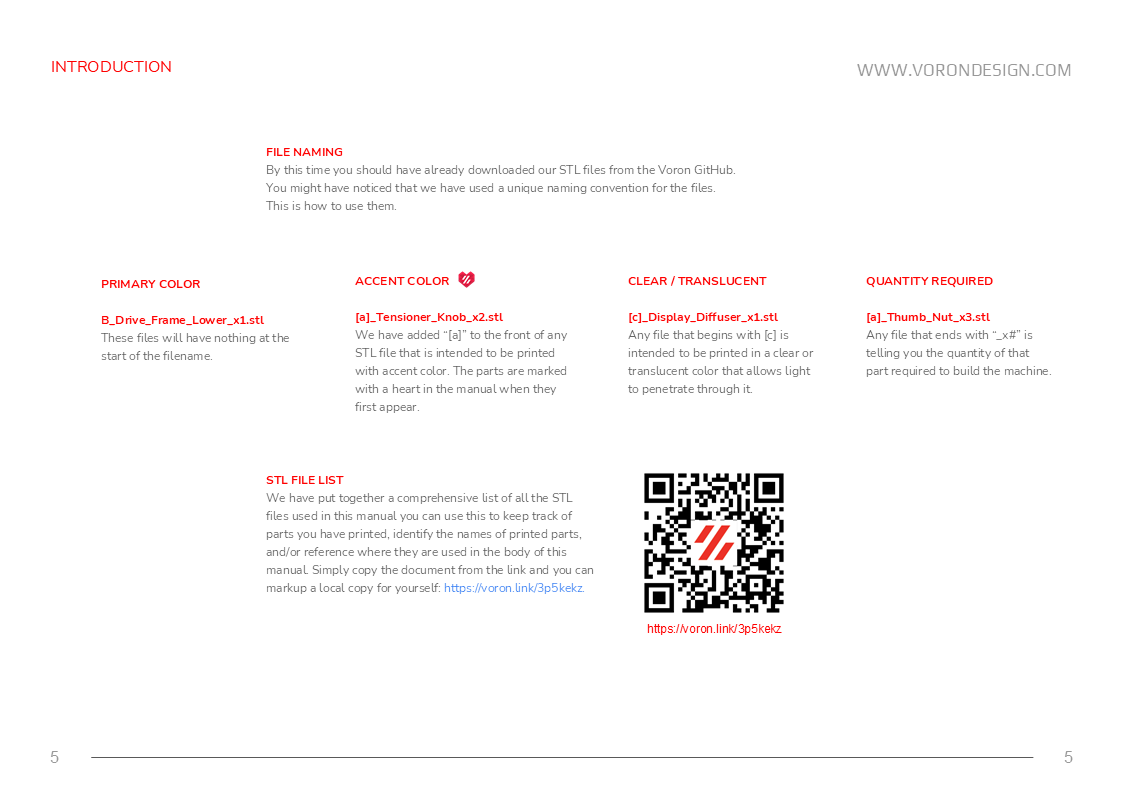 INTRODUCTION
WWW.VORONDESIGN.COM
FILE NAMING
By this time you should have already downloaded our STL files from the Voron GitHub.
You might have noticed that we have used a unique naming convention for the files.
This is how to use them.
PRIMARY COLOR
B_Drive_Frame_Lower_x1.stl
These files will have nothing at the
start of the filename.
ACCENT COLOR
[a]_Tensioner_Knob_x2.stl
We have added “[a]” to the front of any
STL file that is intended to be printed
with accent color. The parts are marked
with a heart in the manual when they
first appear.
CLEAR / TRANSLUCENT
[c]_Display_Diffuser_x1.stl
Any file that begins with [c] is
intended to be printed in a clear or
translucent color that allows light
to penetrate through it.
QUANTITY REQUIRED
[a]_Thumb_Nut_x3.stl
Any file that ends with “_x#” is
telling you the quantity of that
part required to build the machine.
STL FILE LIST
We have put together a comprehensive list of all the STL
files used in this manual you can use this to keep track of
parts you have printed, identify the names of printed parts,
and/or reference where they are used in the body of this
manual. Simply copy the document from the link and you can
markup a local copy for yourself: https://voron.link/3p5kekz.
https://voron.link/3p5kekz
5
5